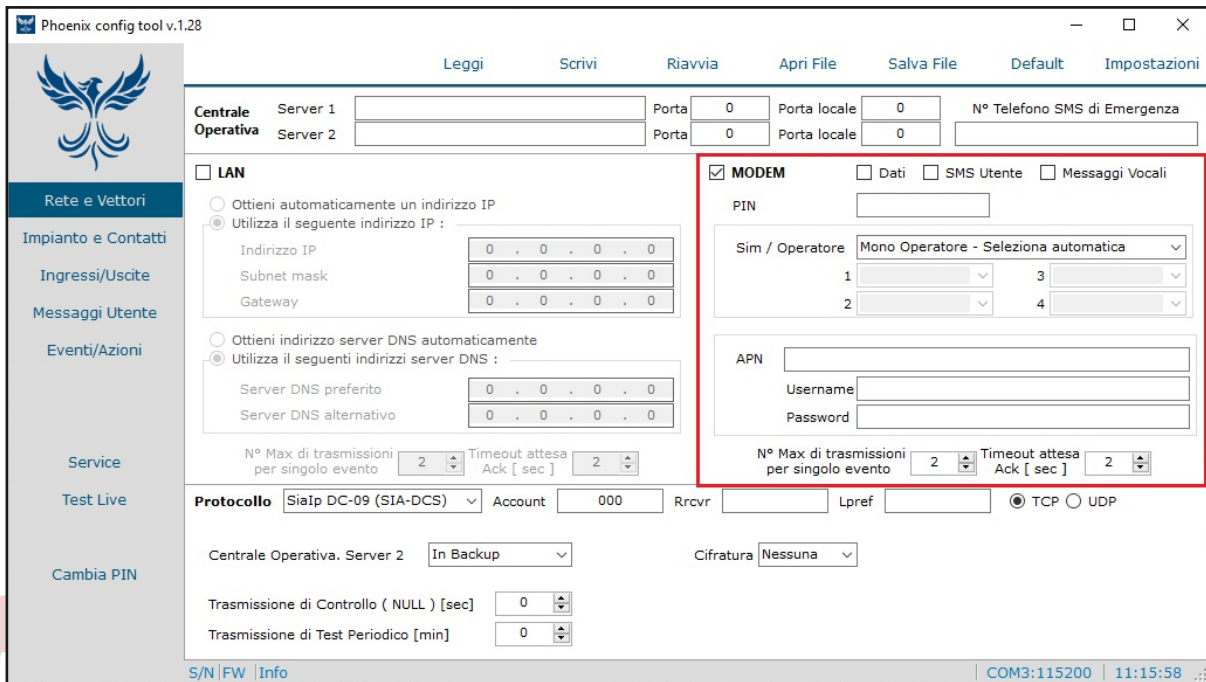 Phoenix config tool v.1.28
Leggi Scrivi Riavvia Apri File Salva File Default Impostazioni
Centrale Operativa
Server 1 Porta 0 Porta locale 0 N° Telefono SMS di Emergenza
Server 2 Porta 0 Porta locale 0
Rete e Vettori
Impianto e Contatti
Ingressi/Uscite
Messaggi Utente
Eventi/Azioni
Service
Test Live
Cambia PIN
LAN
Ottieni automaticamente un indirizzo IP
Utilizza il seguente indirizzo IP :
Indirizzo IP 0 . 0 . 0 . 0
Subnet mask 0 . 0 . 0 . 0
Gateway 0 . 0 . 0 . 0
Ottieni indirizzo server DNS automaticamente
Utilizza il seguenti indirizzi server DNS :
Server DNS preferito 0 . 0 . 0 . 0
Server DNS alternativo 0 . 0 . 0 . 0
N° Max di trasmissioni per singolo evento 2 Timeout attesa Ack [ sec ] 2
MODEM Dati SMS Utente Messaggi Vocali
PIN
Sim / Operatore Mono Operatore - Seleziona automatica
1 3
2 4
APN
Username
Password
N° Max di trasmissioni per singolo evento 2 Timeout attesa Ack [ sec ] 2
Protocollo SiaIp DC-09 (SIA-DCS) Account 000 Rrcvr Lpref TCP UDP
Centrale Operativa. Server 2 In Backup Cifratura Nessuna
Trasmissione di Controllo ( NULL ) [sec] 0
Trasmissione di Test Periodico [min] 0
S/N FW Info COM3:115200 11:15:58